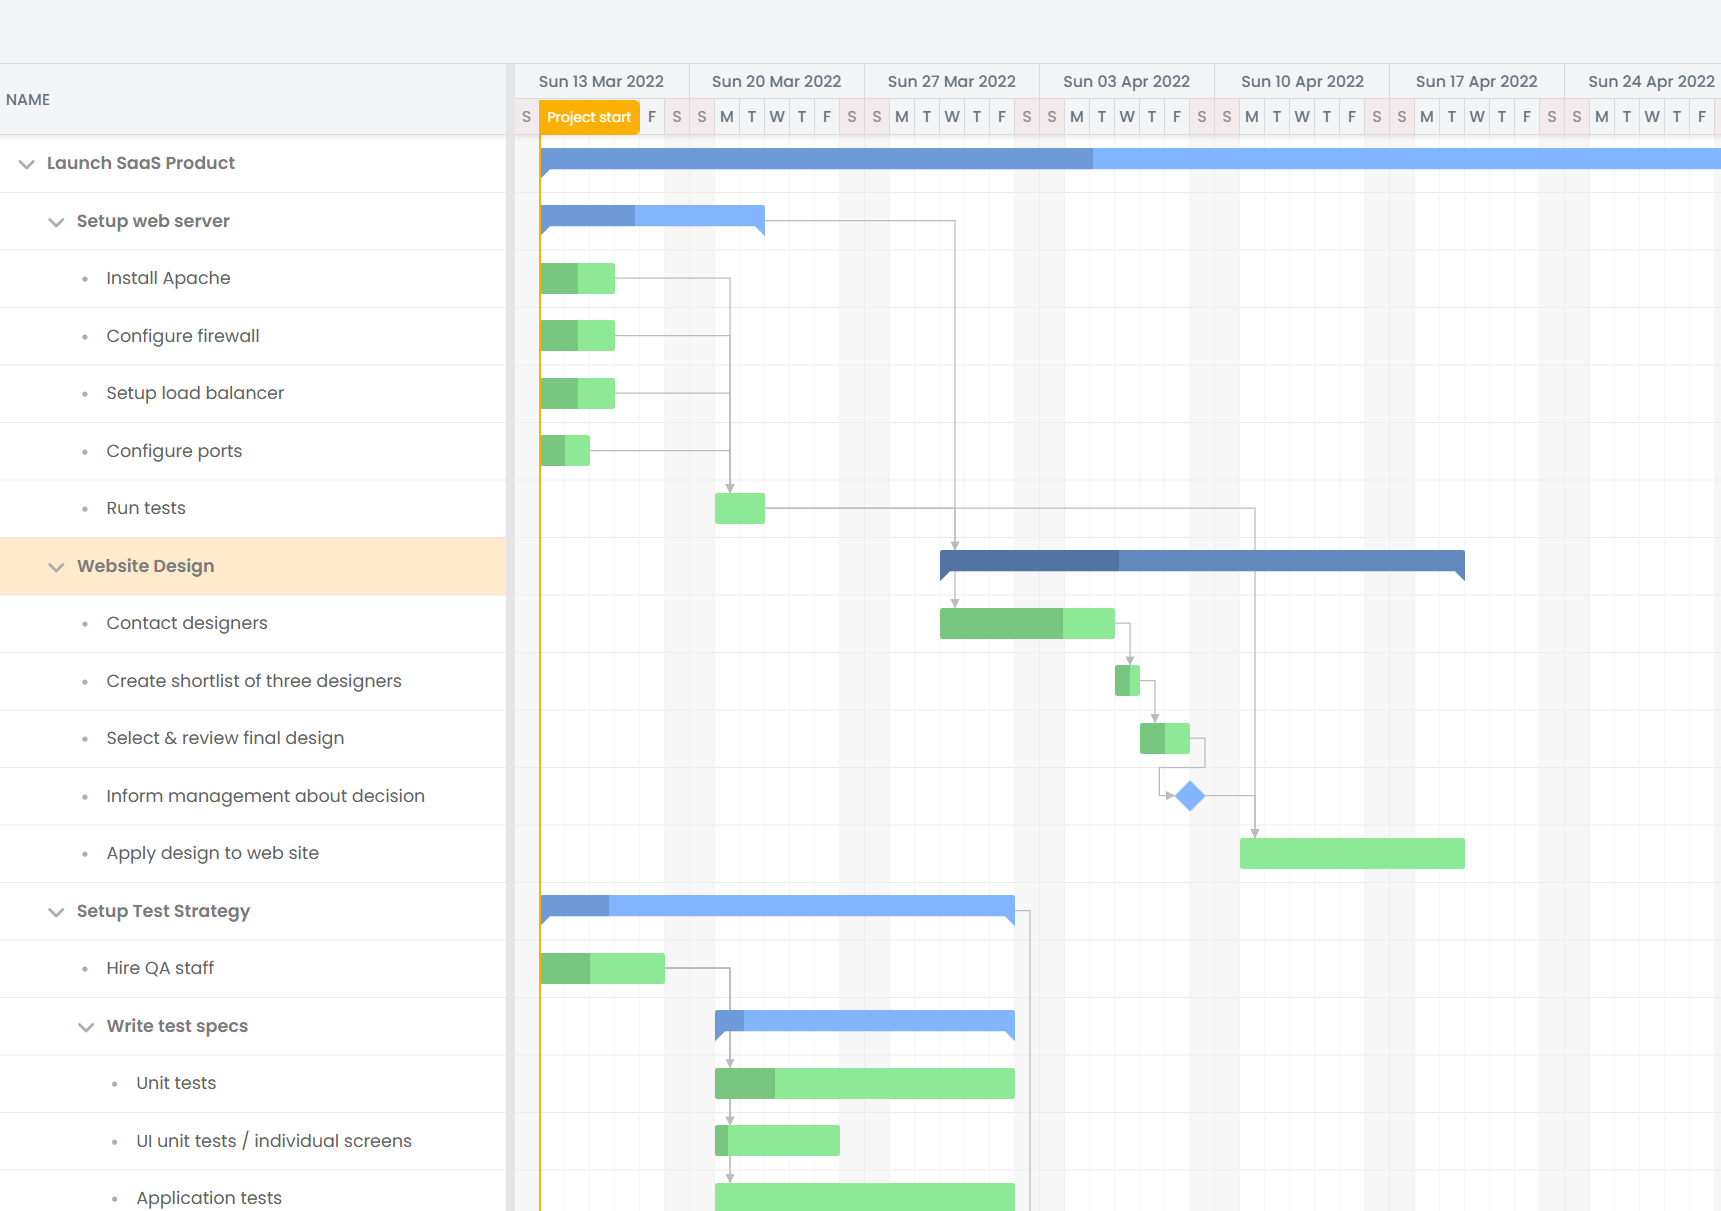 Sun 13 Mar 2022 Sun 20 Mar 2022 Sun 27 Mar 2022 Sun 03 Apr 2022 Sun 10 Apr 2022 Sun 17 Apr 2022 Sun 24 Apr 2022
NAME
S Project start F S S M T W T F S S M T W T F S S M T W T F S S M T W T F S S M T W T F S S M T W T F
Launch SaaS Product
Setup web server
Install Apache
Configure firewall
Setup load balancer
Configure ports
Run tests
Website Design
Contact designers
Create shortlist of three designers
Select & review final design
Inform management about decision
Apply design to web site
Setup Test Strategy
Hire QA staff
Write test specs
Unit tests
UI unit tests / individual screens
Application tests